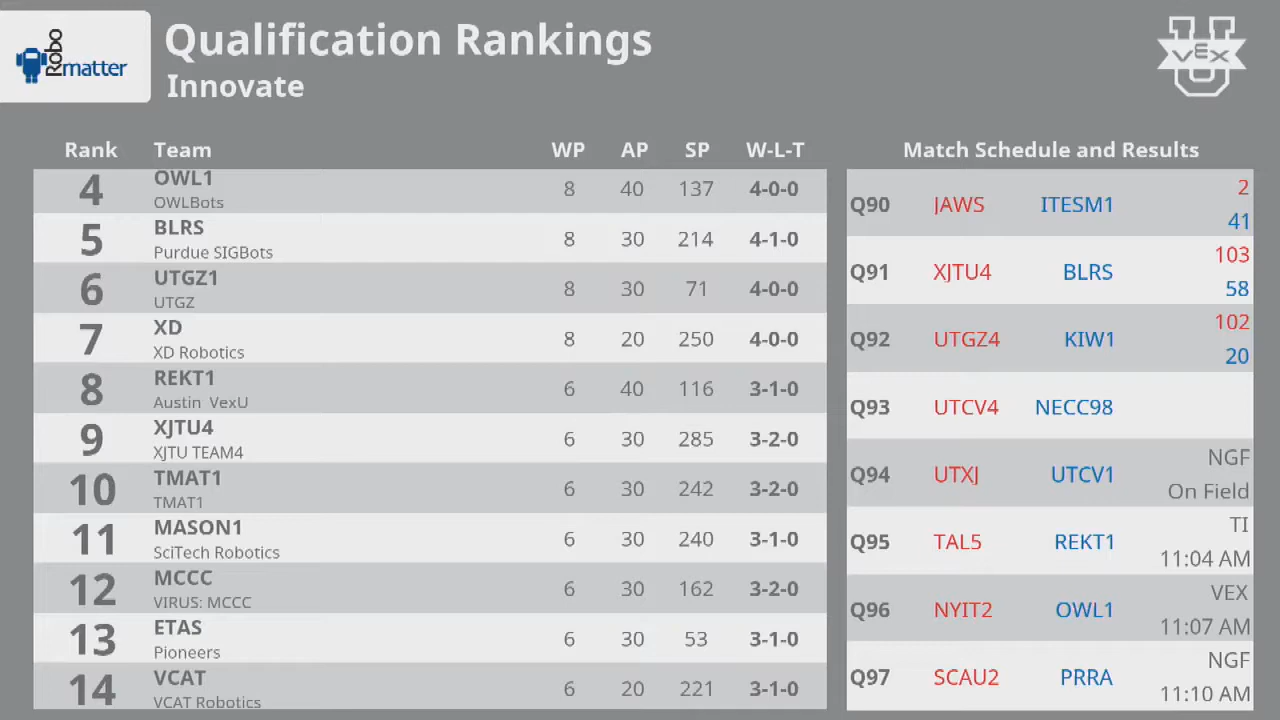 Robo
matter
Qualification Rankings
Innovate
VEX
U
Rank Team WP AP SP W-L-T
4 OWL1 8 40 137 4-0-0
OWLBots
5 BLRS 8 30 214 4-1-0
Purdue SIGBots
6 UTGZ1 8 30 71 4-0-0
UTGZ
7 XD 8 20 250 4-0-0
XD Robotics
8 REKT1 6 40 116 3-1-0
Austin VexU
9 XJTU4 6 30 285 3-2-0
XJTU TEAM4
10 TMAT1 6 30 242 3-2-0
TMAT1
11 MASON1 6 30 240 3-1-0
SciTech Robotics
12 MCCC 6 30 162 3-2-0
VIRUS: MCCC
13 ETAS 6 30 53 3-1-0
Pioneers
14 VCAT 6 20 221 3-1-0
VCAT Robotics
Match Schedule and Results
Q90 JAWS ITESM1 2
41
Q91 XJTU4 BLRS 103
58
Q92 UTGZ4 KIW1 102
20
Q93 UTCV4 NECC98
Q94 UTXJ UTCV1 NGF
On Field
Q95 TAL5 REKT1 TI
11:04 AM
Q96 NYIT2 OWL1 VEX
11:07 AM
Q97 SCAU2 PRRA NGF
11:10 AM